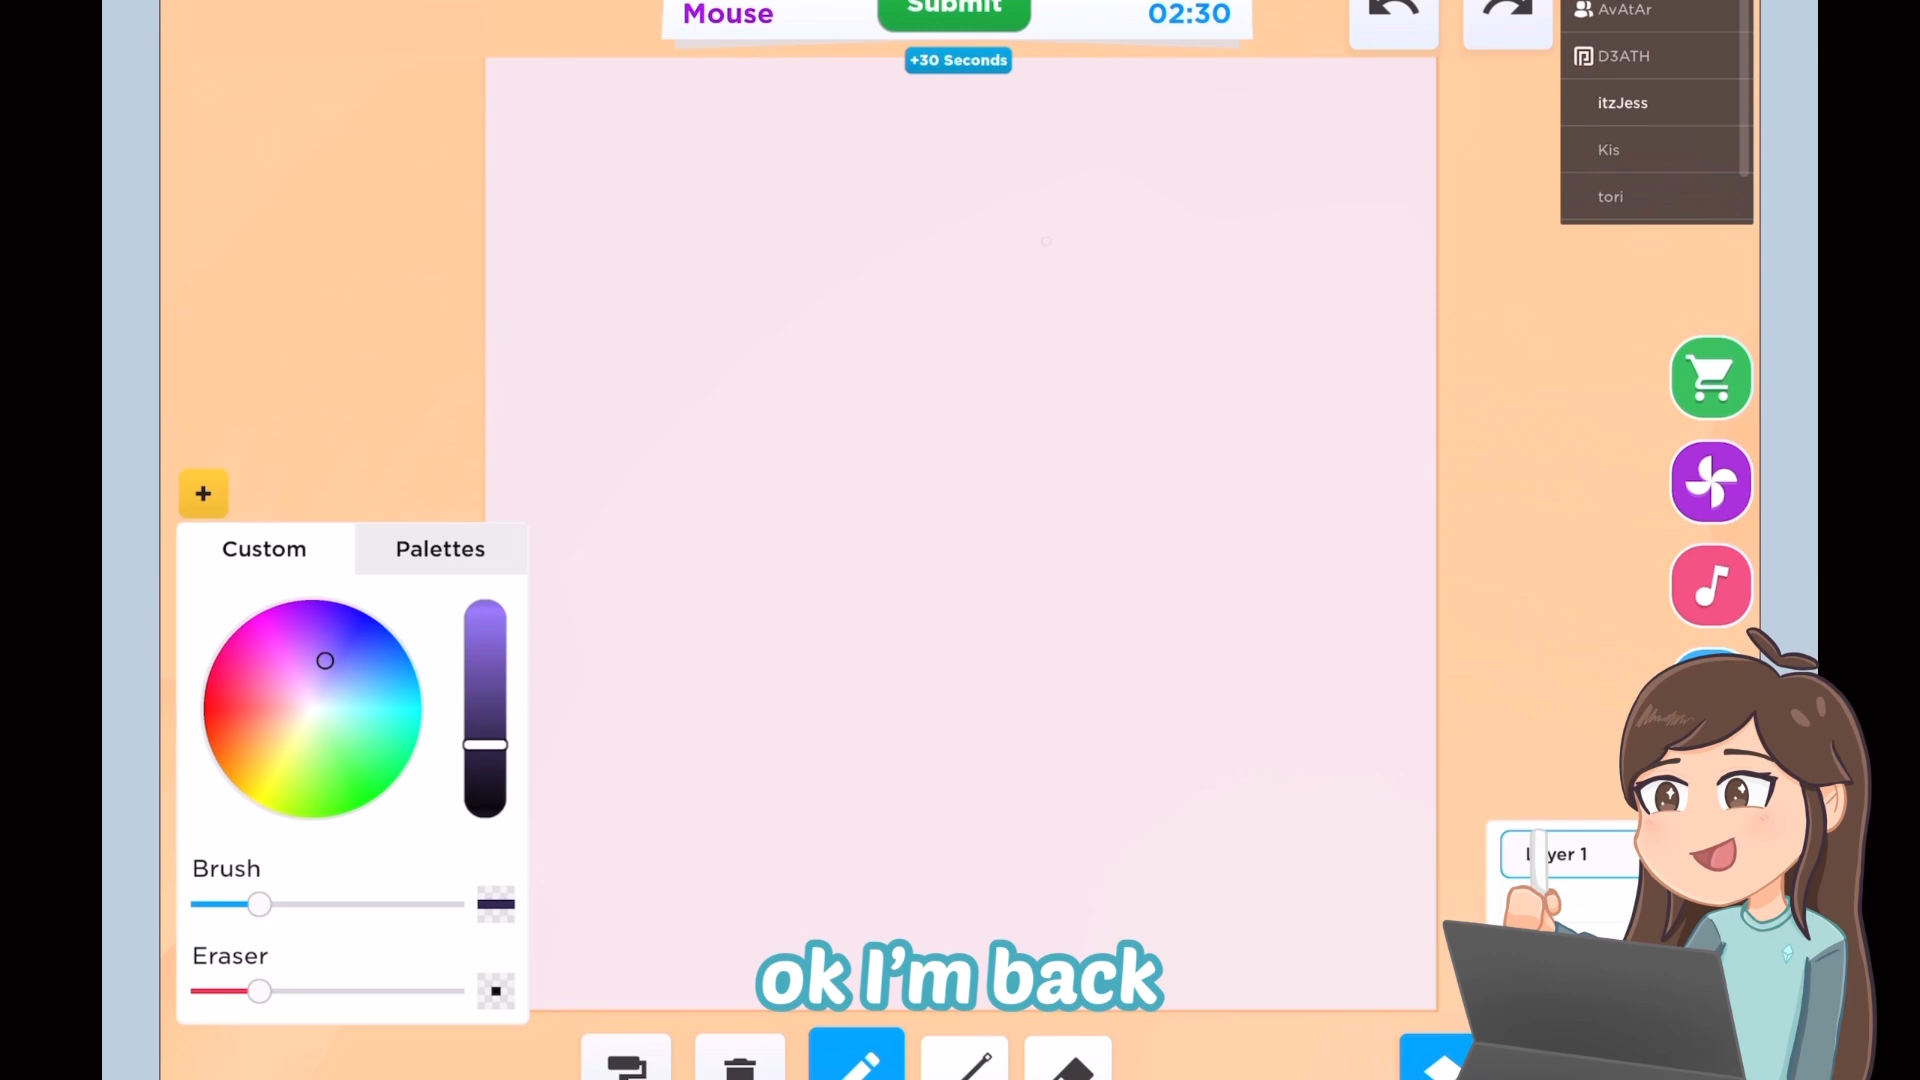 Mouse
Submit
02:30
+30 Seconds
AvAtAr
D3ATH
itzJess
Kis
tori
+
Custom
Palettes
Brush
Eraser
yer 1
ok I'm back